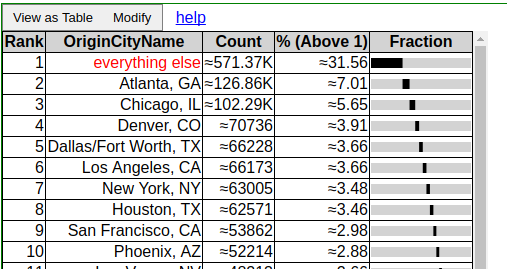 View as Table Modify help
Rank OriginCityName Count % (Above 1) Fraction
1 everything else ≈571.37K ≈31.56
2 Atlanta, GA ≈126.86K ≈7.01
3 Chicago, IL ≈102.29K ≈5.65
4 Denver, CO ≈70736 ≈3.91
5 Dallas/Fort Worth, TX ≈66228 ≈3.66
6 Los Angeles, CA ≈66173 ≈3.66
7 New York, NY ≈63005 ≈3.48
8 Houston, TX ≈62571 ≈3.46
9 San Francisco, CA ≈53862 ≈2.98
10 Phoenix, AZ ≈52214 ≈2.88